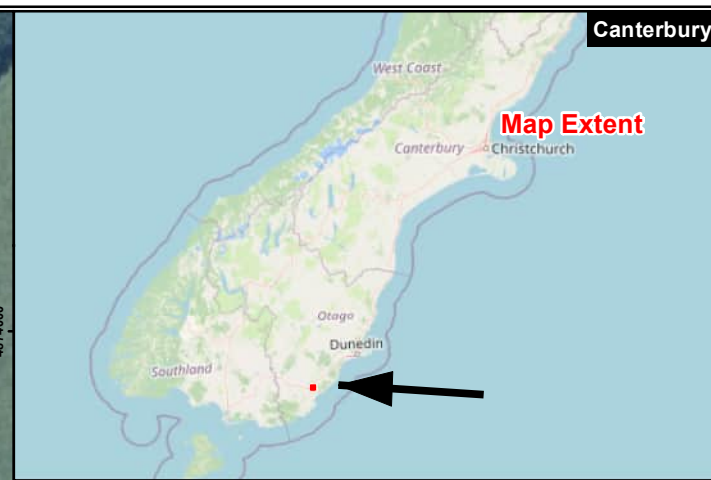 Canterbury
West Coast
Map Extent
Canterbury
Christchurch
Otago
Dunedin
Southland